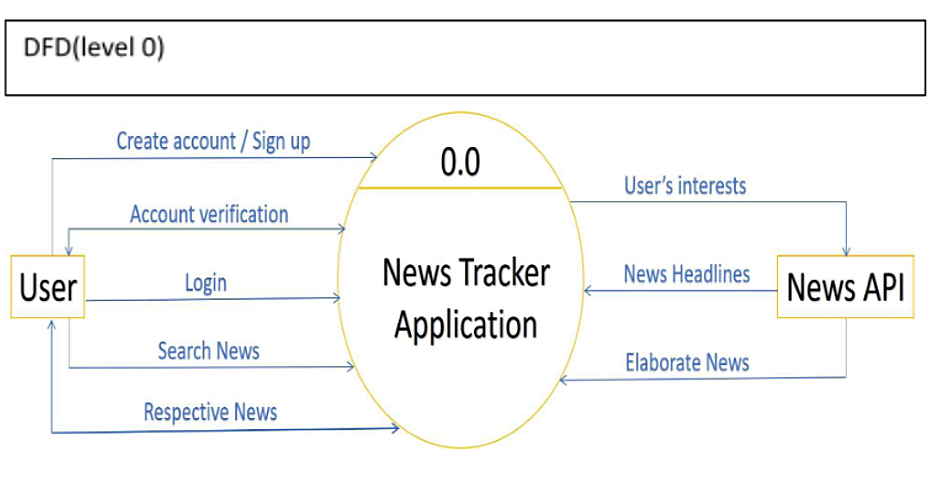 DFD(level 0)
Create account / Sign up
0.0
User's interests
Account verification
News Tracker
Application
User
Login
News Headlines
News API
Search News
Elaborate News
Respective News